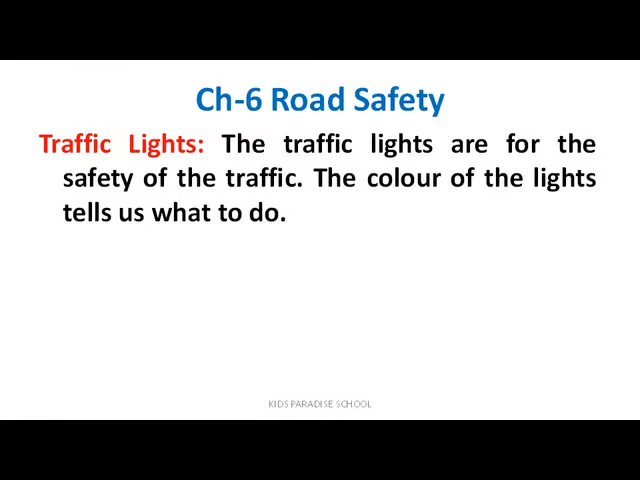 Ch-6 Road Safety
Traffic Lights: The traffic lights are for the
safety of the traffic. The colour of the lights
tells us what to do.
KIDS PARADISE SCHOOL